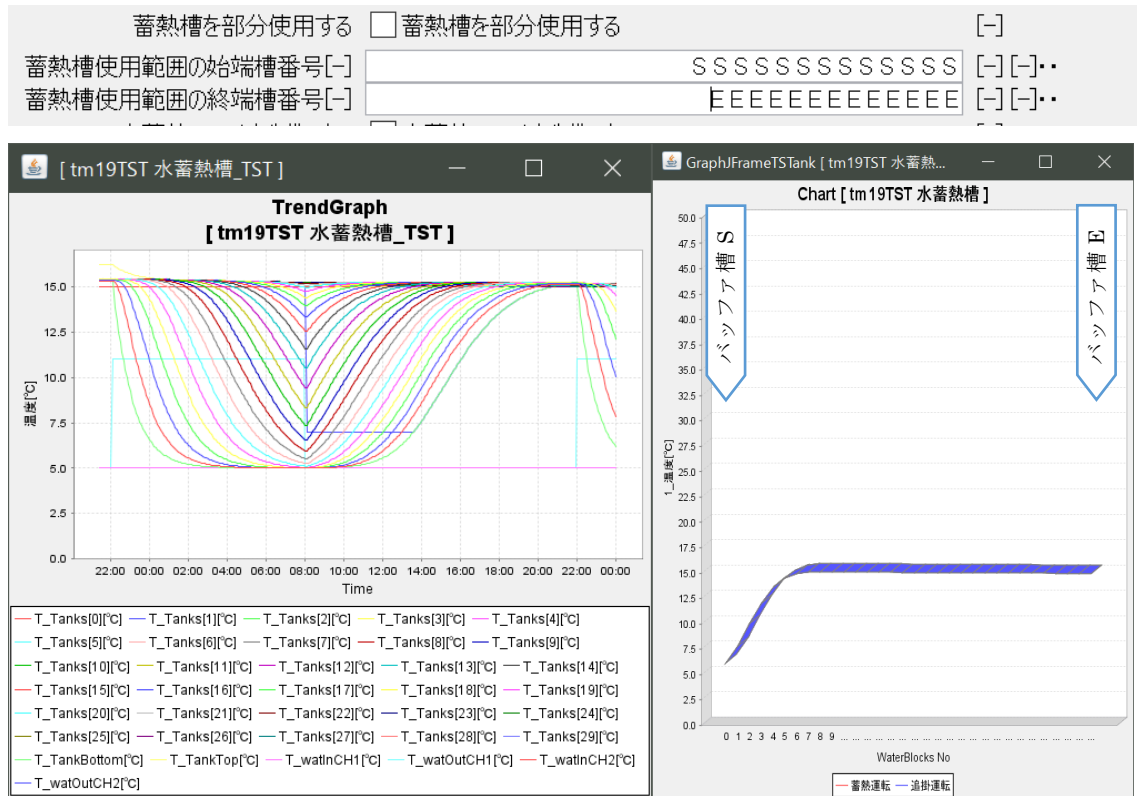 蓄熱槽を部分使用する 蓄熱槽を部分使用する [-]
蓄熱槽使用範囲の始端槽番号[-] S S S S S S S S S S S S S [-] [-]··
蓄熱槽使用範囲の終端槽番号[-] E E E E E E E E E E E E E [-] [-]··
[ tm19TST 水蓄熱槽_TST ]
TrendGraph
[ tm19TST 水蓄熱槽_TST ]
温度[℃]
15.0
12.5
10.0
7.5
5.0
2.5
0.0
22:00 00:00 02:00 04:00 06:00 08:00 10:00 12:00 14:00 16:00 18:00 20:00 22:00 00:00
Time
T_Tanks[0][℃] T_Tanks[1][℃] T_Tanks[2][℃] T_Tanks[3][℃] T_Tanks[4][℃]
T_Tanks[5][℃] T_Tanks[6][℃] T_Tanks[7][℃] T_Tanks[8][℃] T_Tanks[9][℃]
T_Tanks[10][℃] T_Tanks[11][℃] T_Tanks[12][℃] T_Tanks[13][℃] T_Tanks[14][℃]
T_Tanks[15][℃] T_Tanks[16][℃] T_Tanks[17][℃] T_Tanks[18][℃] T_Tanks[19][℃]
T_Tanks[20][℃] T_Tanks[21][℃] T_Tanks[22][℃] T_Tanks[23][℃] T_Tanks[24][℃]
T_Tanks[25][℃] T_Tanks[26][℃] T_Tanks[27][℃] T_Tanks[28][℃] T_Tanks[29][℃]
T_TankBottom[℃] T_TankTop[℃] T_watInCH1[℃] T_watOutCH1[℃] T_watInCH2[℃]
T_watOutCH2[℃]
GraphJFrameTSTank [ tm19TST 水蓄熱...
Chart [ tm19TST 水蓄熱槽 ]
バッファ槽 S
バッファ槽 E
1_温度[℃]
50.0
47.5
45.0
42.5
40.0
37.5
35.0
32.5
30.0
27.5
25.0
22.5
20.0
17.5
15.0
12.5
10.0
7.5
5.0
2.5
0.0
0 1 2 3 4 5 6 7 8 9 ... ... ... ... ... ... ... ... ... ... ... ... ... ... ... ... ... ... ... ... ... ...
WaterBlocks No
蓄熱運転 追掛運転